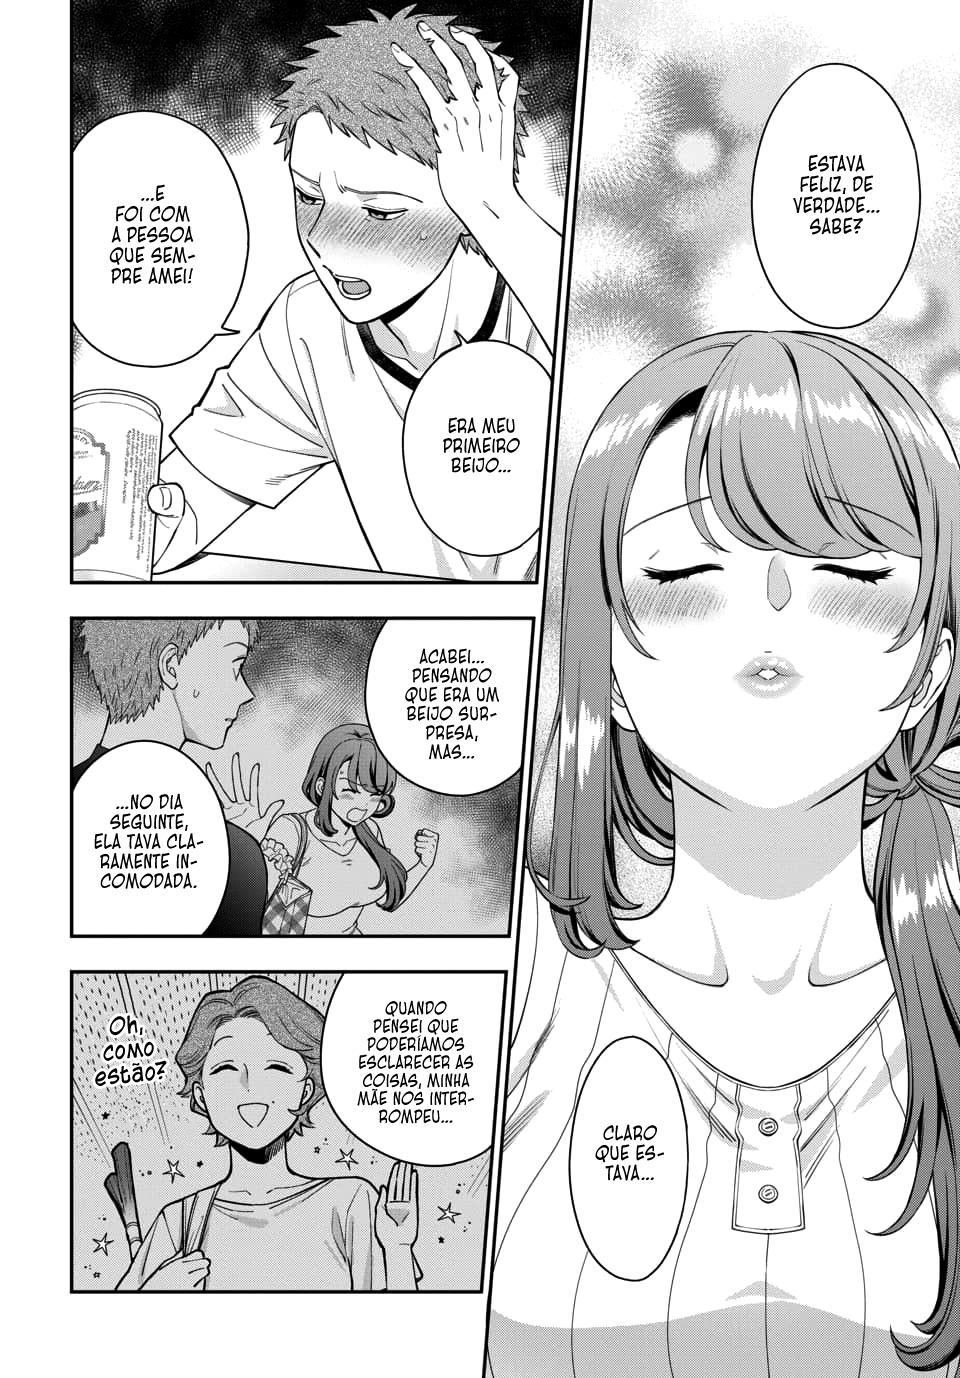 ESTAVA
FELIZ, DE
VERDADE...
SABE?
CLARO
QUE ES-
TAVA...
ERA MEU
PRIMEIRO
BEIJO...
...E
FOI COM
A PESSOA
QUE SEM-
PRE AMEI!
ACABEI...
PENSANDO
QUE ERA UM
BEIJO SUR-
PRESA,
MAS...
...NO DIA
SEGUINTE,
ELA TAVA CLA-
RAMENTE IN-
COMODADA.
QUANDO
PENSEI QUE
PODERÍAMOS
ESCLARECER AS
COISAS, MINHA
MÃE NOS INTER-
ROMPEU...
Oh,
como
estão?